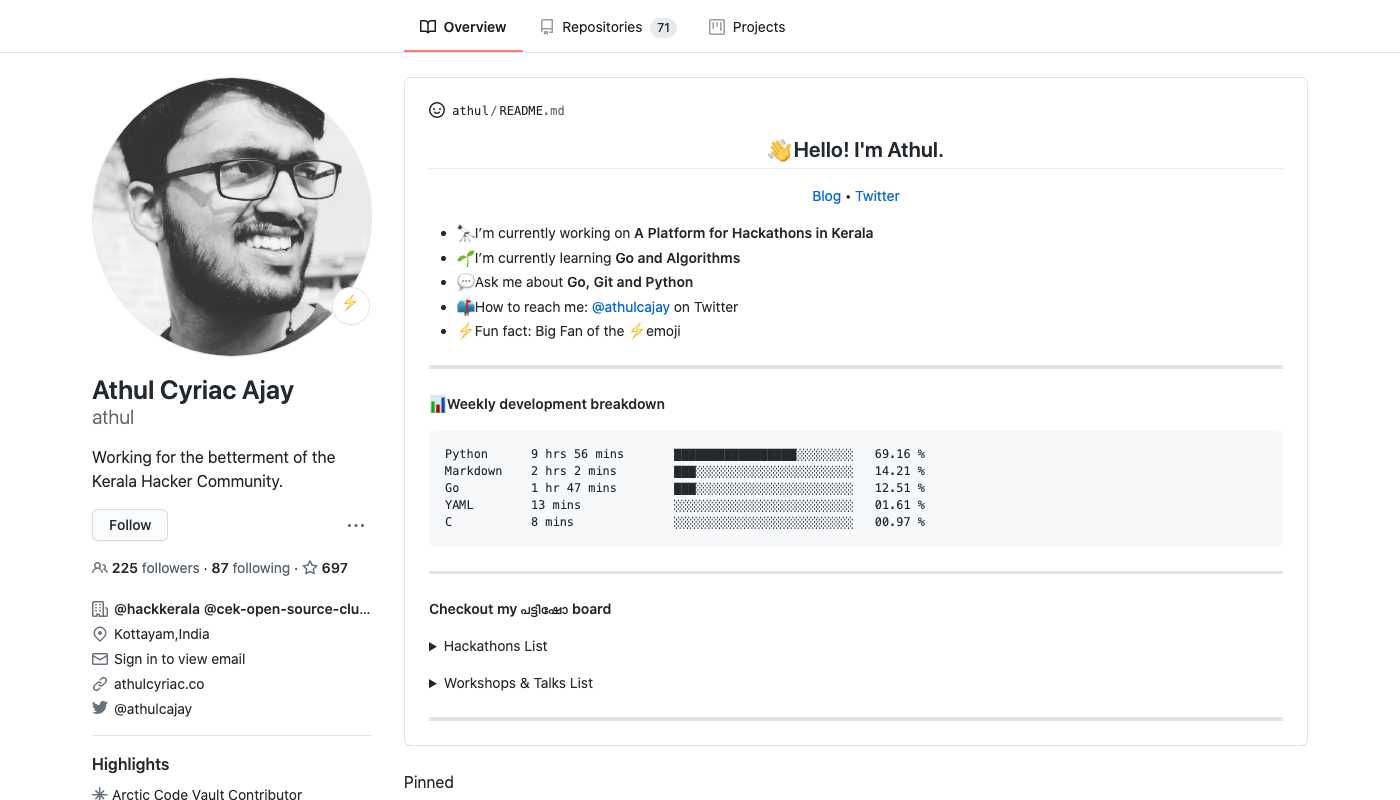 Overview Repositories 71 Projects
athul/README.md
👋Hello! I'm Athul.
Blog • Twitter
• 🔭I'm currently working on A Platform for Hackathons in Kerala
• 🌱I'm currently learning Go and Algorithms
• 💬Ask me about Go, Git and Python
• 📫How to reach me: @athulcajay on Twitter
• ⚡Fun fact: Big Fan of the ⚡emoji
📊Weekly development breakdown
Python 9 hrs 56 mins █████████████████░░░░░░░░ 69.16 %
Markdown 2 hrs 2 mins ███░░░░░░░░░░░░░░░░░░░░░░ 14.21 %
Go 1 hr 47 mins ███░░░░░░░░░░░░░░░░░░░░░░ 12.51 %
YAML 13 mins ░░░░░░░░░░░░░░░░░░░░░░░░░ 01.61 %
C 8 mins ░░░░░░░░░░░░░░░░░░░░░░░░░ 00.97 %
Checkout my പട്ടിഷോ board
▶ Hackathons List
▶ Workshops & Talks List
Pinned
⚡
Athul Cyriac Ajay
athul
Working for the betterment of the
Kerala Hacker Community.
Follow ...
225 followers · 87 following · 697
@hackkerala @cek-open-source-clu...
Kottayam,India
Sign in to view email
athulcyriac.co
@athulcajay
Highlights
Arctic Code Vault Contributor